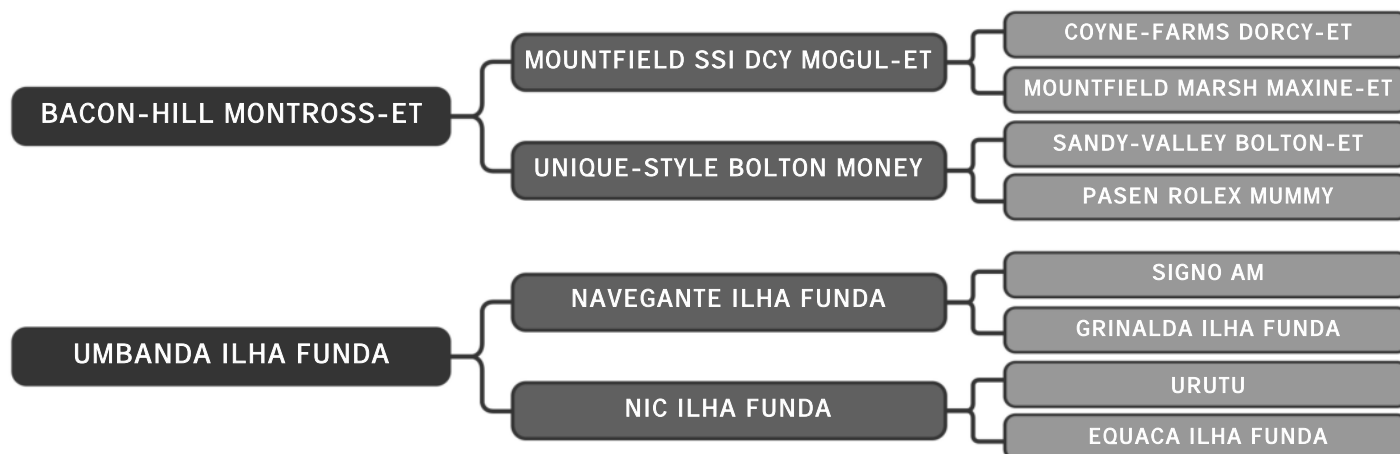 BACON-HILL MONTROSS-ET
MOUNTFIELD SSI DCY MOGUL-ET
COYNE-FARMS DORCY-ET
MOUNTFIELD MARSH MAXINE-ET
UNIQUE-STYLE BOLTON MONEY
SANDY-VALLEY BOLTON-ET
PASEN ROLEX MUMMY
UMBANDA ILHA FUNDA
NAVEGANTE ILHA FUNDA
SIGNO AM
GRINALDA ILHA FUNDA
NIC ILHA FUNDA
URUTU
EQUACA ILHA FUNDA